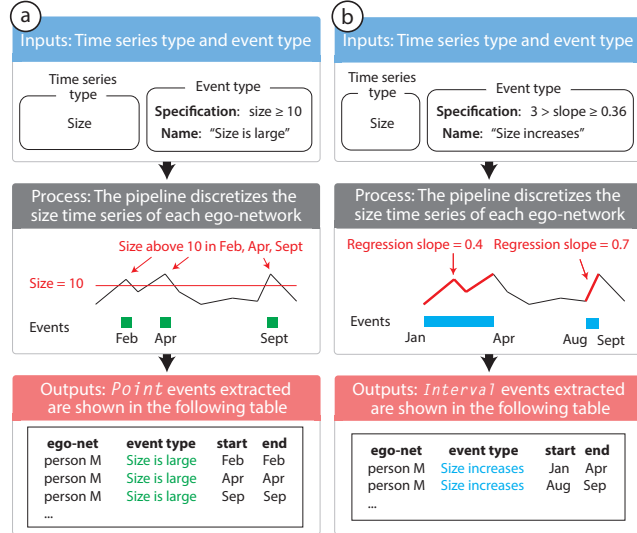 a
Inputs: Time series type and event type
Time series
type
Size
Event type
Specification: size ≥ 10
Name: “Size is large”
Process: The pipeline discretizes the
size time series of each ego-network
Size above 10 in Feb, Apr, Sept
Size = 10
Events
Feb Apr Sept
Outputs: Point events extracted
are shown in the following table
ego-net event type start end
person M Size is large Feb Feb
person M Size is large Apr Apr
person M Size is large Sep Sep
...
b
Inputs: Time series type and event type
Time series
type
Size
Event type
Specification: 3 > slope ≥ 0.36
Name: “Size increases”
Process: The pipeline discretizes the
size time series of each ego-network
Regression slope = 0.4 Regression slope = 0.7
Events
Jan Apr Aug Sept
Outputs: Interval events extracted
are shown in the following table
ego-net event type start end
person M Size increases Jan Apr
person M Size increases Aug Sep
...